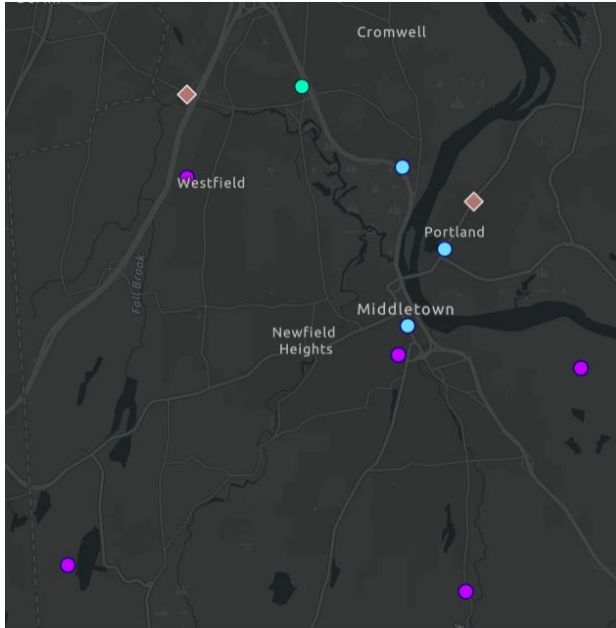 Cromwell
Westfield
Portland
Fall Brook
Middletown
Newfield
Heights